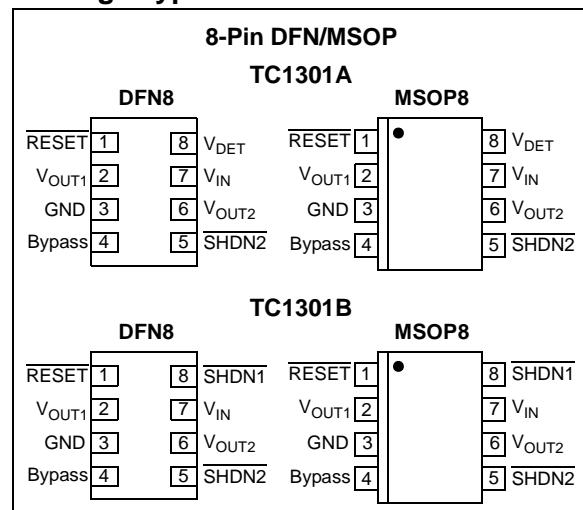 8-Pin DFN/MSOP
TC1301A
DFN8
RESET 1 8 VDET
VOUT1 2 7 VIN
GND 3 6 VOUT2
Bypass 4 5 SHDN2
MSOP8
RESET 1 8 VDET
VOUT1 2 7 VIN
GND 3 6 VOUT2
Bypass 4 5 SHDN2
TC1301B
DFN8
RESET 1 8 SHDN1
VOUT1 2 7 VIN
GND 3 6 VOUT2
Bypass 4 5 SHDN2
MSOP8
RESET 1 8 SHDN1
VOUT1 2 7 VIN
GND 3 6 VOUT2
Bypass 4 5 SHDN2